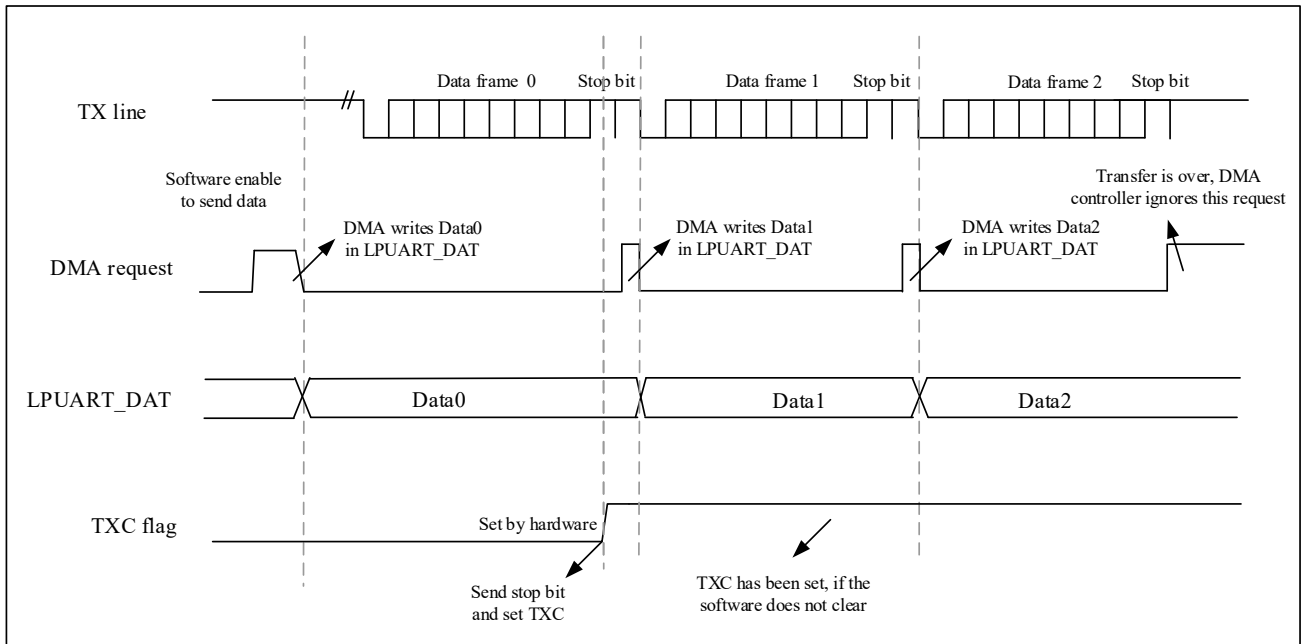 Data frame 0
Stop bit
Data frame 1
Stop bit
Data frame 2
Stop bit
TX line
Software enable
to send data
Transfer is over, DMA
controller ignores this request
DMA writes Data0
in LPUART_DAT
DMA writes Data1
in LPUART_DAT
DMA writes Data2
in LPUART_DAT
DMA request
LPUART_DAT
Data0
Data1
Data2
TXC flag
Set by hardware
Send stop bit
and set TXC
TXC has been set, if the
software does not clear